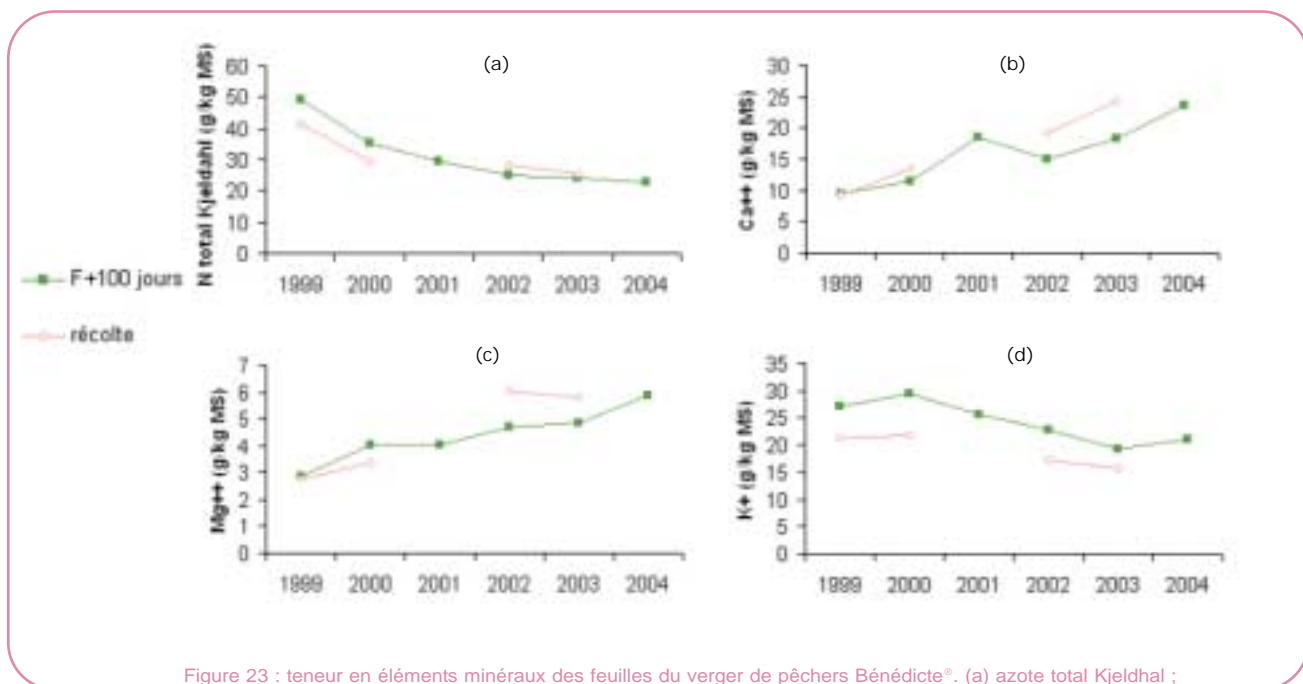 (a)
N total Kjeldahl (g/kg MS)
60
50
40
30
20
10
0
1999 2000 2001 2002 2003 2004
(b)
Ca++ (g/kg MS)
30
25
20
15
10
5
0
1999 2000 2001 2002 2003 2004
F+100 jours
récolte
(c)
Mg++ (g/kg MS)
7
6
5
4
3
2
1
0
1999 2000 2001 2002 2003 2004
(d)
K+ (g/kg MS)
35
30
25
20
15
10
5
0
1999 2000 2001 2002 2003 2004
Figure 23 : teneur en éléments minéraux des feuilles du verger de pêchers Bénédicte®. (a) azote total Kjeldhal ;